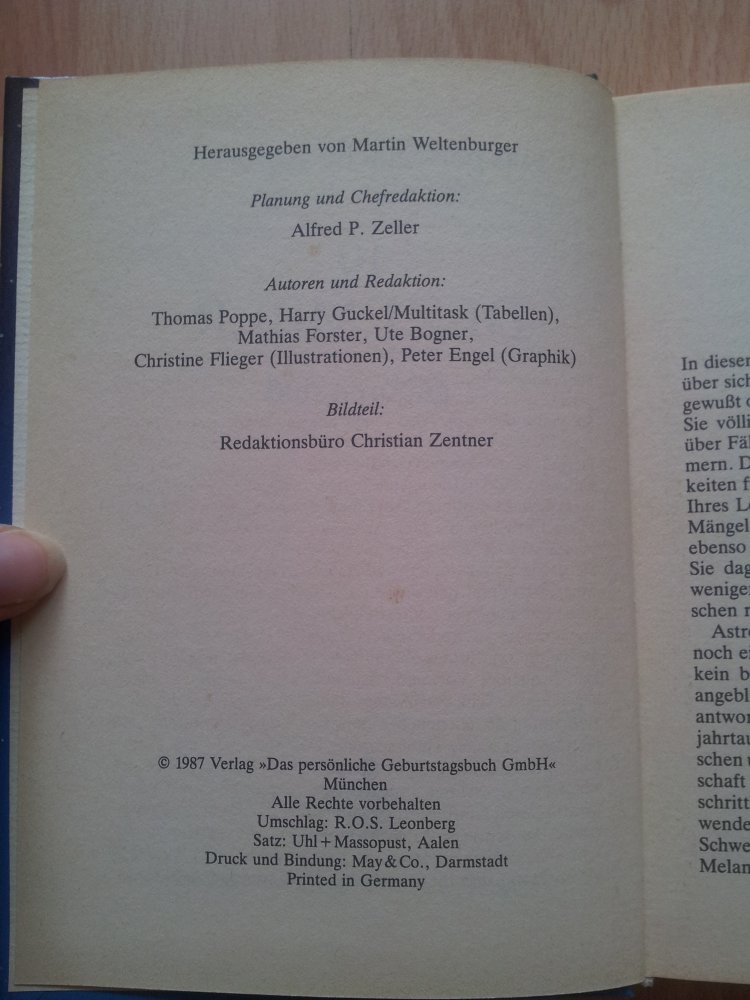 Herausgegeben von Martin Weltenburger
Planung und Chefredaktion:
Alfred P. Zeller
Autoren und Redaktion:
Thomas Poppe, Harry Guckel/Multitask (Tabellen),
Mathias Forster, Ute Bogner,
Christine Flieger (Illustrationen), Peter Engel (Graphik)
Bildteil:
Redaktionsbüro Christian Zentner
© 1987 Verlag »Das persönliche Geburtstagsbuch GmbH«
München
Alle Rechte vorbehalten
Umschlag: R.O.S. Leonberg
Satz: Uhl + Massopust, Aalen
Druck und Bindung: May & Co., Darmstadt
Printed in Germany
In diesen
über sich
gewußt
Sie völli
über Fä
mern. D
keiten f
Ihres L
Mängel
ebenso
Sie dag
wenige
schen
Astro
noch ei
kein b
angebl
antwor
jahrtau
schen
schaft
schritt
wende
Schwe
Melan